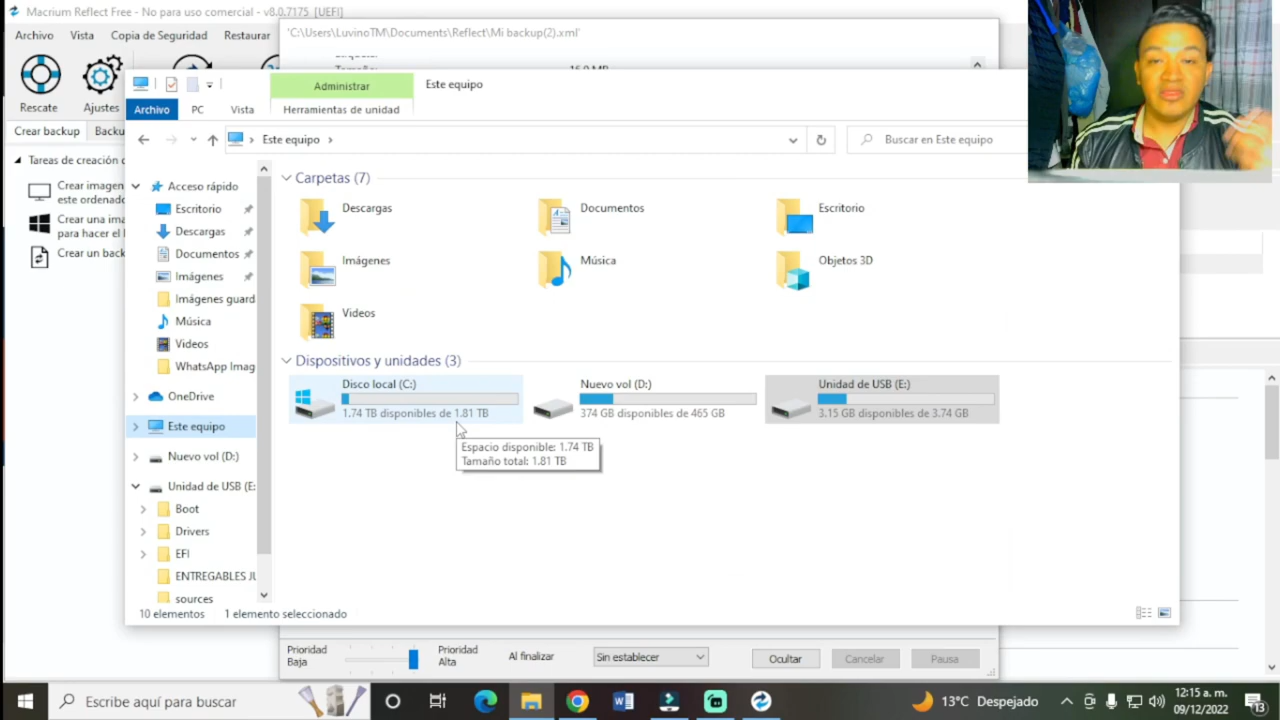 Macrium Reflect Free - No para uso comercial - v8.0.7175 [UEFI]
Archivo Vista Copia de Seguridad Restaurar
'C:\Users\LuvinoTM\Documents\Reflect\Mi backup(2).xml'
16.0 MB
Rescate
Ajustes
Administrar
Este equipo
Archivo
PC
Vista
Herramientas de unidad
Crear backup
Backu
Este equipo
Buscar en Este equipo
Tareas de creación d
Crear imagen
este ordenado
Crear una ima
para hacer el
Crear un back
Acceso rápido
Escritorio
Descargas
Documentos
Imágenes
Imágenes guard
Música
Videos
WhatsApp Imag
OneDrive
Este equipo
Nuevo vol (D:)
Unidad de USB (E:
Boot
Drivers
EFI
ENTREGABLES JU
sources
Carpetas (7)
Descargas
Documentos
Escritorio
Imágenes
Música
Objetos 3D
Videos
Dispositivos y unidades (3)
Disco local (C:)
1.74 TB disponibles de 1.81 TB
Nuevo vol (D:)
374 GB disponibles de 465 GB
Unidad de USB (E:)
3.15 GB disponibles de 3.74 GB
Espacio disponible: 1.74 TB
Tamaño total: 1.81 TB
10 elementos
1 elemento seleccionado
Prioridad
Baja
Prioridad
Alta
Al finalizar
Sin establecer
Ocultar
Cancelar
Pausa
Escribe aquí para buscar
13°C Despejado
12:15 a. m.
09/12/2022
13